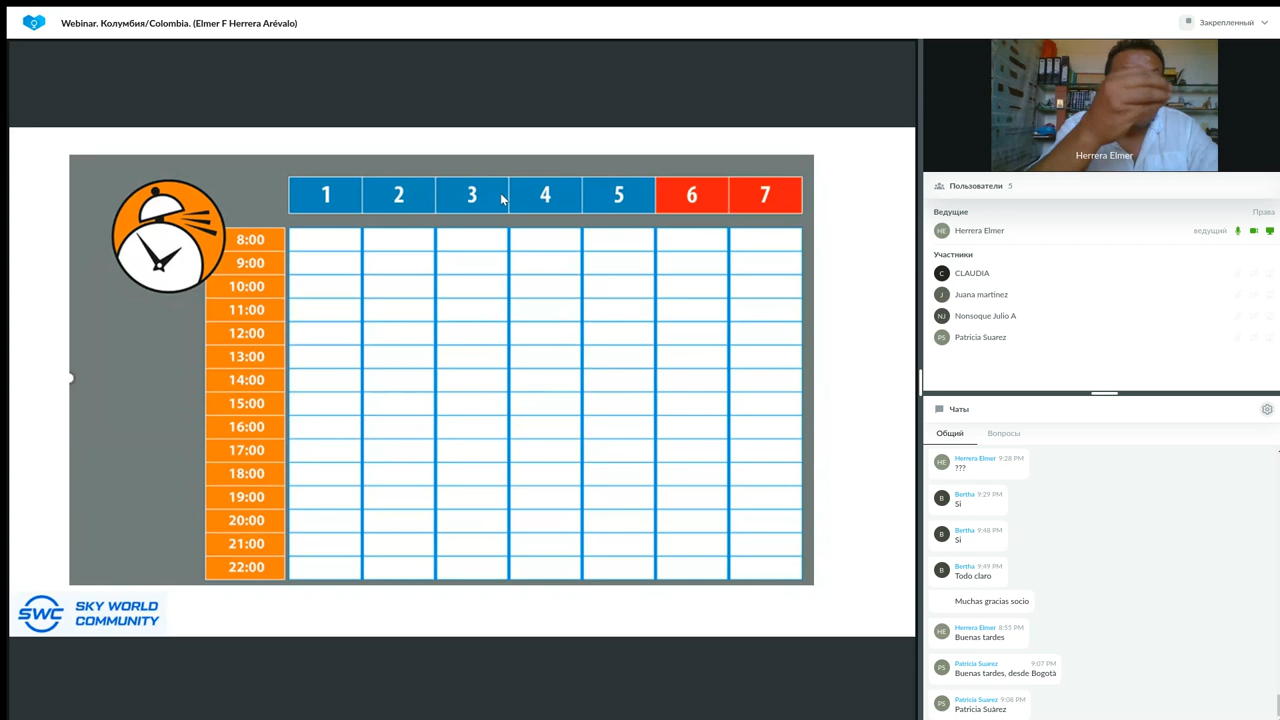 Webinar. Колумбия/Colombia. (Elmer F Herrera Arévalo)
Закрепленный
1 2 3 4 5 6 7
8:00
9:00
10:00
11:00
12:00
13:00
14:00
15:00
16:00
17:00
18:00
19:00
20:00
21:00
22:00
SWC SKY WORLD
COMMUNITY
Herrera Elmer
Пользователи 5
Ведущие Права
HE Herrera Elmer ведущий
Участники
C CLAUDIA
J Juana martinez
NJ Nonsoque Julio A
PS Patricia Suarez
Чаты
Общий Вопросы
HE Herrera Elmer 9:28 PM
???
B Bertha 9:29 PM
Si
B Bertha 9:48 PM
Si
B Bertha 9:49 PM
Todo claro
Muchas gracias socio
HE Herrera Elmer 8:55 PM
Buenas tardes
PS Patricia Suarez 9:07 PM
Buenas tardes, desde Bogotà
PS Patricia Suarez 9:08 PM
Patricia Suàrez